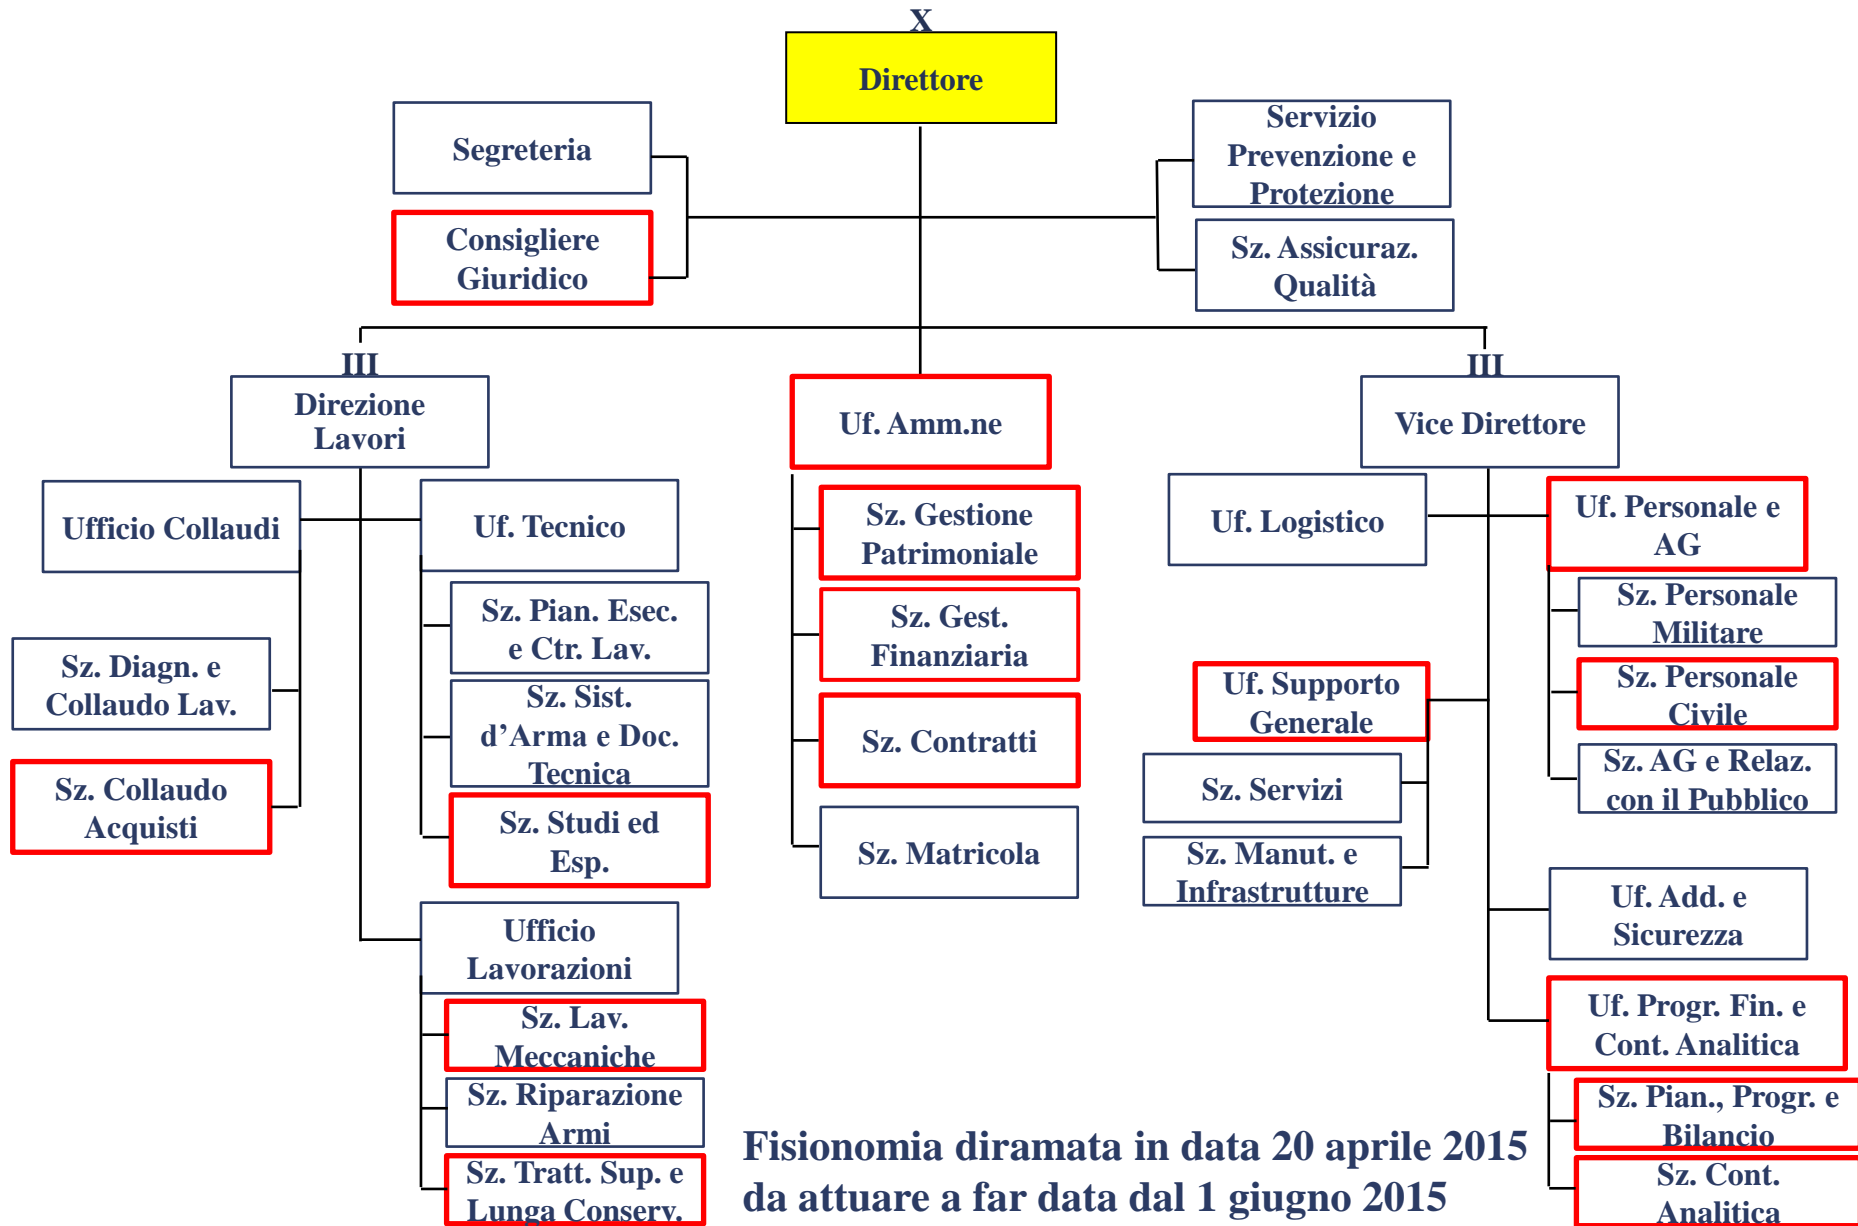 X
Direttore
Segreteria
Servizio
Prevenzione e
Protezione
Consigliere
Giuridico
Sz. Assicuraz.
Qualità
III
Direzione
Lavori
Uf. Amm.ne
III
Vice Direttore
Ufficio Collaudi
Uf. Tecnico
Sz. Pian. Esec.
e Ctr. Lav.
Sz. Diagn. e
Collaudo Lav.
Sz. Sist.
d’Arma e Doc.
Tecnica
Sz. Collaudo
Acquisti
Sz. Studi ed
Esp.
Ufficio
Lavorazioni
Sz. Lav.
Meccaniche
Sz. Riparazione
Armi
Sz. Tratt. Sup. e
Lunga Conserv.
Sz. Gestione
Patrimoniale
Sz. Gest.
Finanziaria
Sz. Contratti
Sz. Matricola
Uf. Logistico
Uf. Personale e
AG
Sz. Personale
Militare
Sz. Personale
Civile
Sz. AG e Relaz.
con il Pubblico
Uf. Supporto
Generale
Sz. Servizi
Sz. Manut. e
Infrastrutture
Uf. Add. e
Sicurezza
Uf. Progr. Fin. e
Cont. Analitica
Sz. Pian., Progr. e
Bilancio
Sz. Cont.
Analitica
Fisionomia diramata in data 20 aprile 2015
da attuare a far data dal 1 giugno 2015